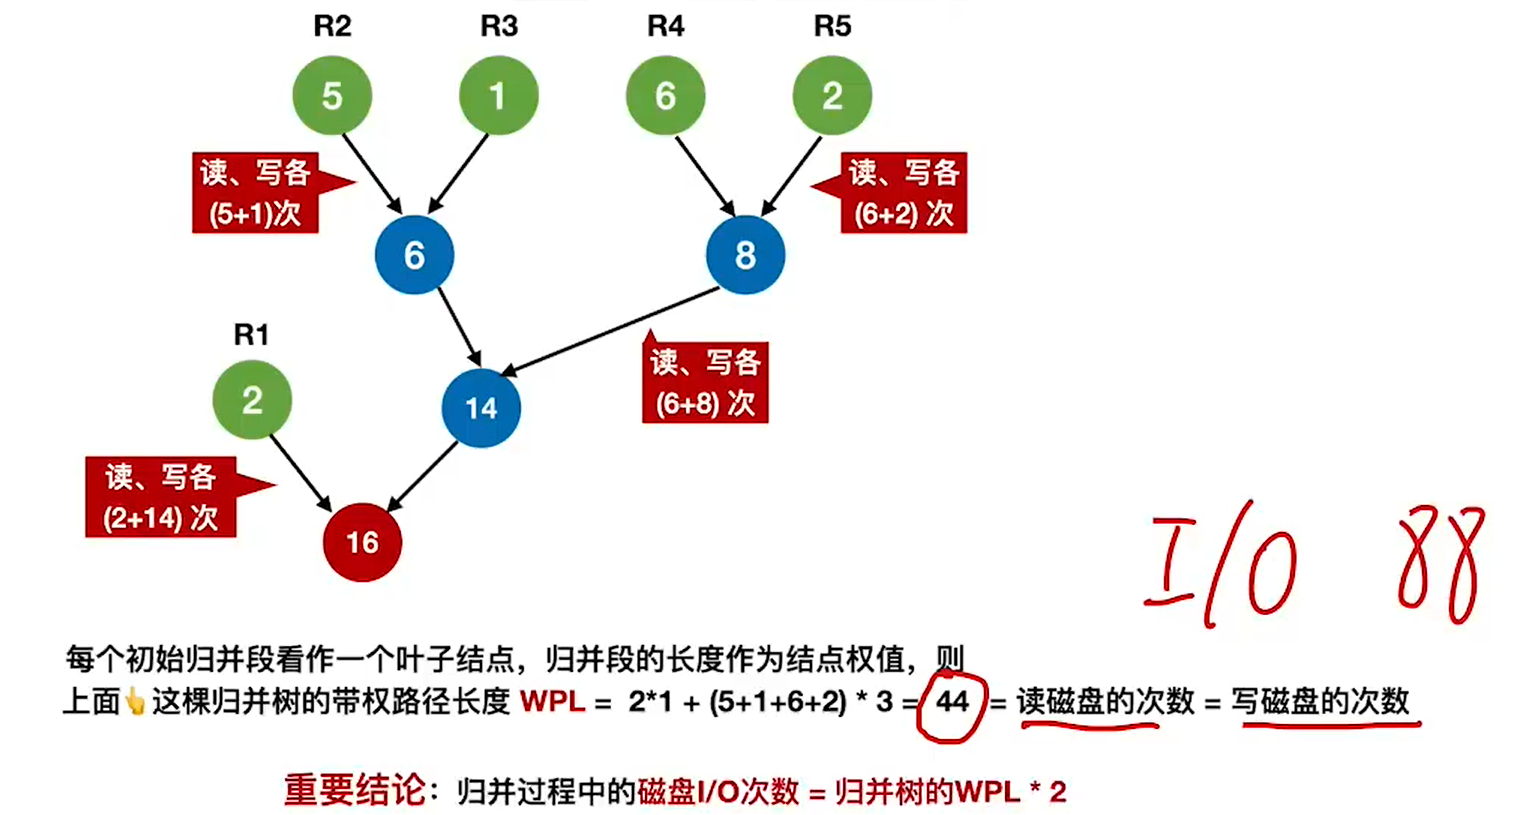 R2 R3 R4 R5
5 1 6 2
读、写各
(5+1)次
读、写各
(6+2) 次
6 8
R1
读、写各
(6+8) 次
2 14
读、写各
(2+14) 次
16
I/O 88
每个初始归并段看作一个叶子结点，归并段的长度作为结点权值，则
上面👆这棵归并树的带权路径长度 WPL = 2*1 + (5+1+6+2) * 3 = 44 = 读磁盘的次数 = 写磁盘的次数
重要结论：归并过程中的磁盘I/O次数 = 归并树的WPL * 2